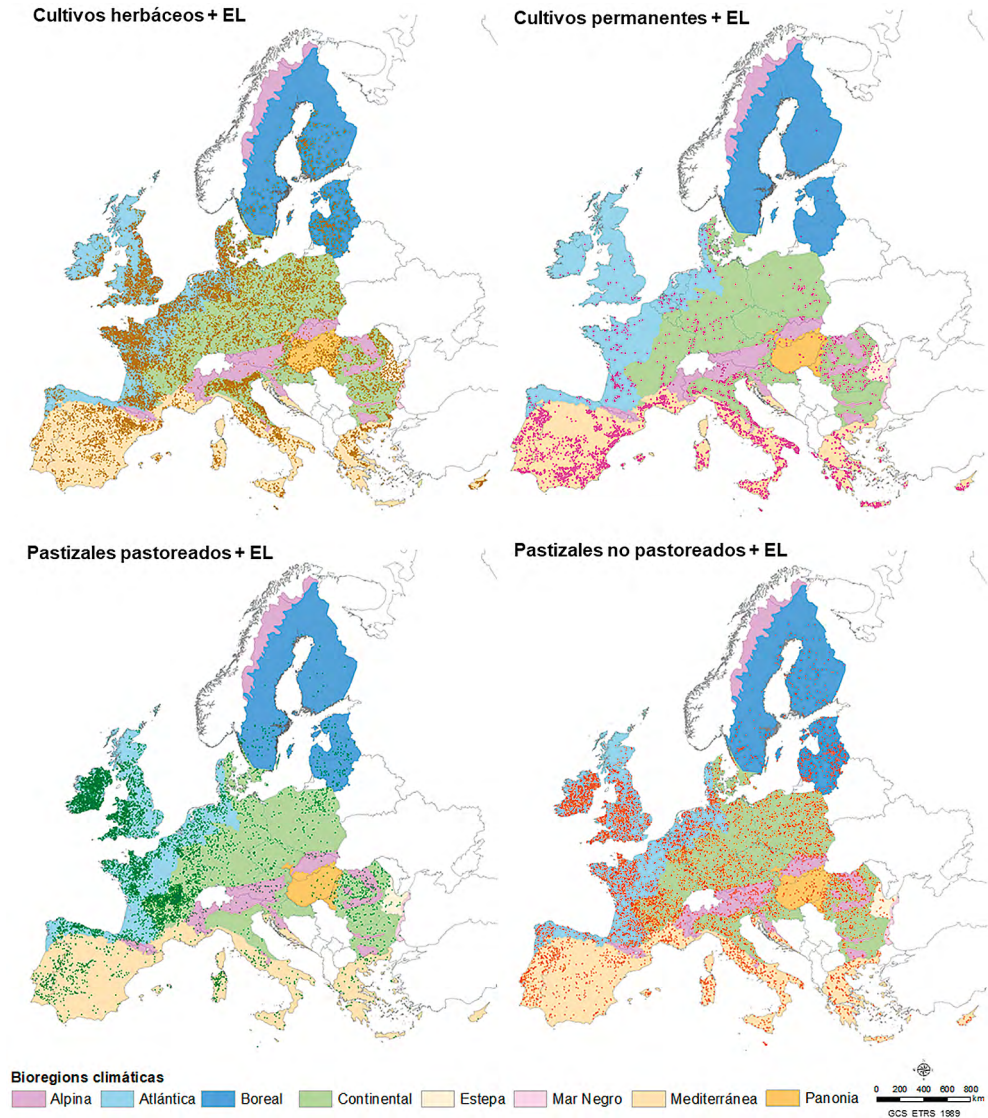 Cultivos herbáceos + EL
Cultivos permanentes + EL
Pastizales pastoreados + EL
Pastizales no pastoreados + EL
Bioregions climáticas
Alpina
Atlántica
Boreal
Continental
Estepa
Mar Negro
Mediterránea
Panonia
0 200 400 600 800
km
GCS ETRS 1989